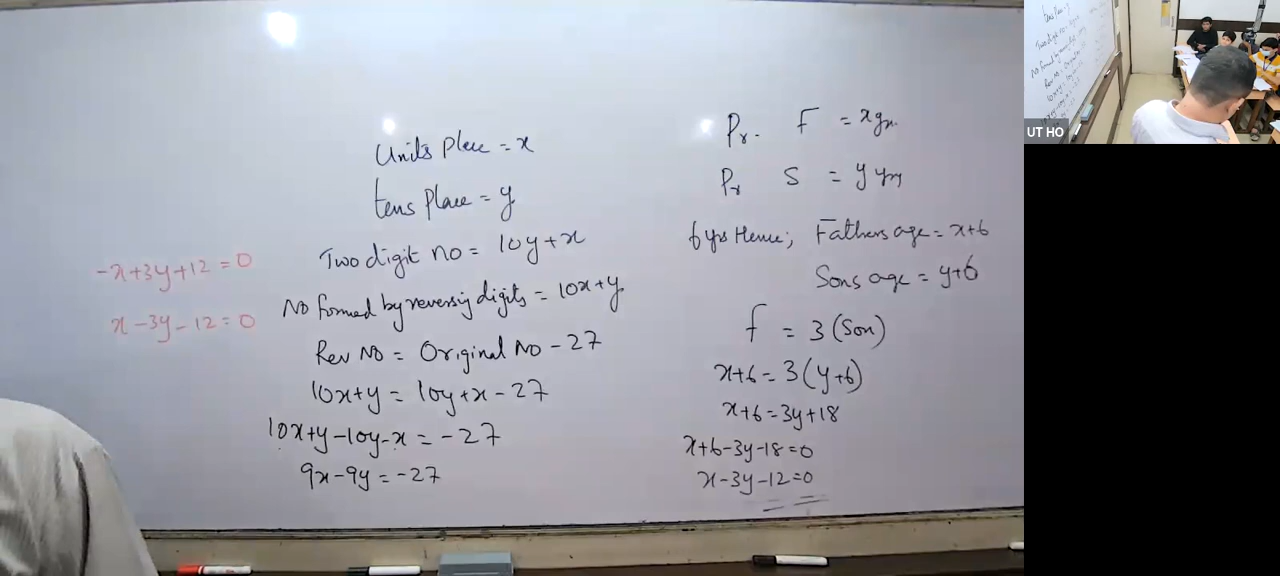 -x+3y+12=0
x-3y-12=0
Units Place = x
tens Place = y
Two digit no = 10y+x
No formed by reversig digits = 10x+y
Rev No = Original No - 27
10x+y = 10y+x-27
10x+y-10y-x = -27
9x-9y = -27
Pr. F = x yrs.
Pr S = y yrs
6 yrs Hence; Fathers age = x+6
Sons age = y+6
f = 3 (Son)
x+6 = 3(y+6)
x+6 = 3y+18
x+6-3y-18=0
x-3y-12=0
UT HO